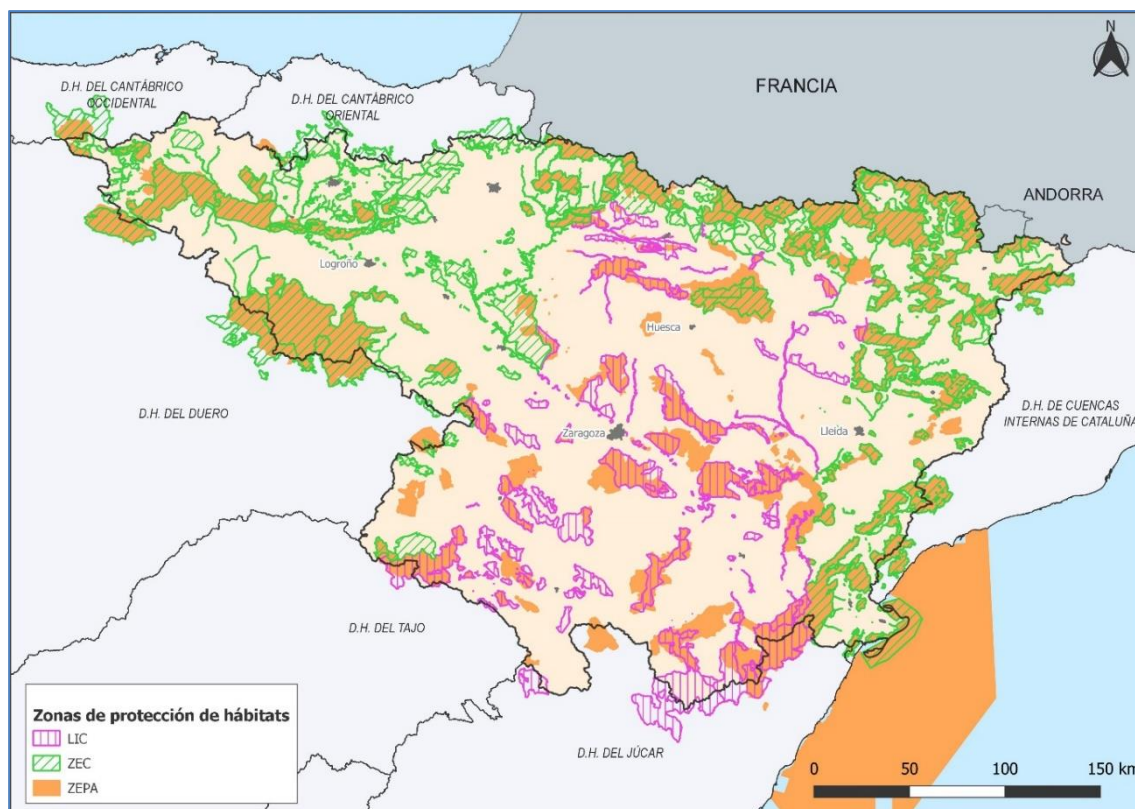 N
D.H. DEL CANTÁBRICO
OCCIDENTAL
D.H. DEL CANTÁBRICO
ORIENTAL
FRANCIA
ANDORRA
Logroño
Huesca
D.H. DEL DUERO
Zaragoza
Lleida
D.H. DE CUENCAS
INTERNAS DE CATALUÑA
D.H. DEL TAJO
D.H. DEL JÚCAR
Zonas de protección de hábitats
LIC
ZEC
ZEPA
0 50 100 150 km